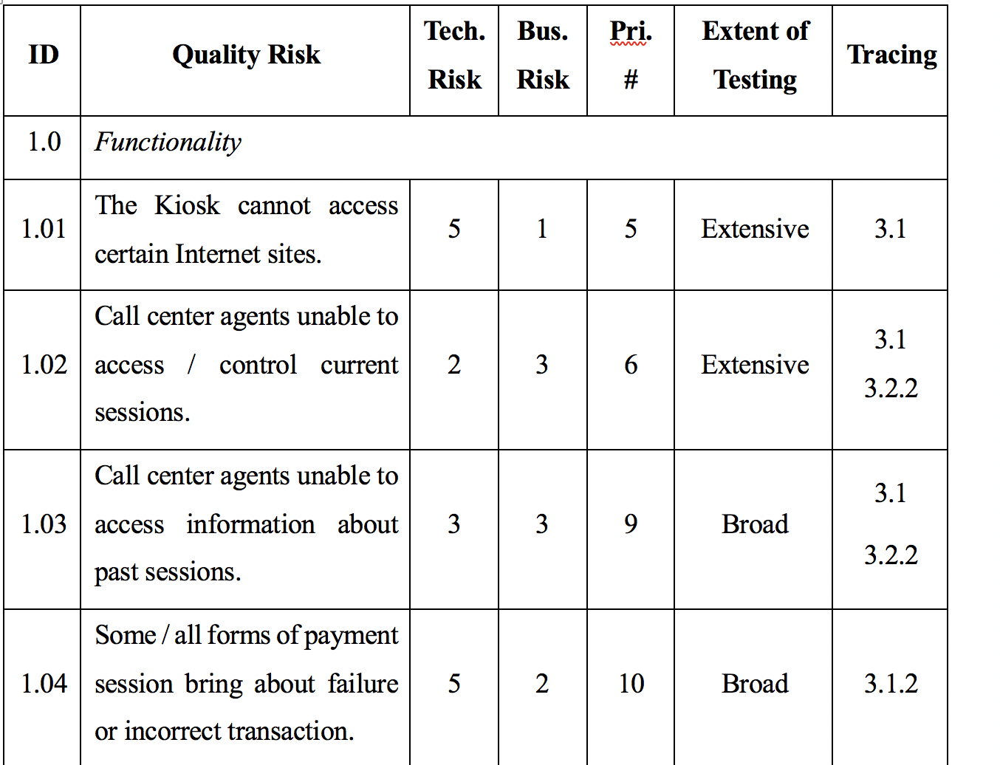 ID Quality Risk Tech. Risk Bus. Risk Pri. # Extent of Testing Tracing
1.0 Functionality
1.01 The Kiosk cannot access certain Internet sites. 5 1 5 Extensive 3.1
1.02 Call center agents unable to access / control current sessions. 2 3 6 Extensive 3.1 3.2.2
1.03 Call center agents unable to access information about past sessions. 3 3 9 Broad 3.1 3.2.2
1.04 Some / all forms of payment session bring about failure or incorrect transaction. 5 2 10 Broad 3.1.2